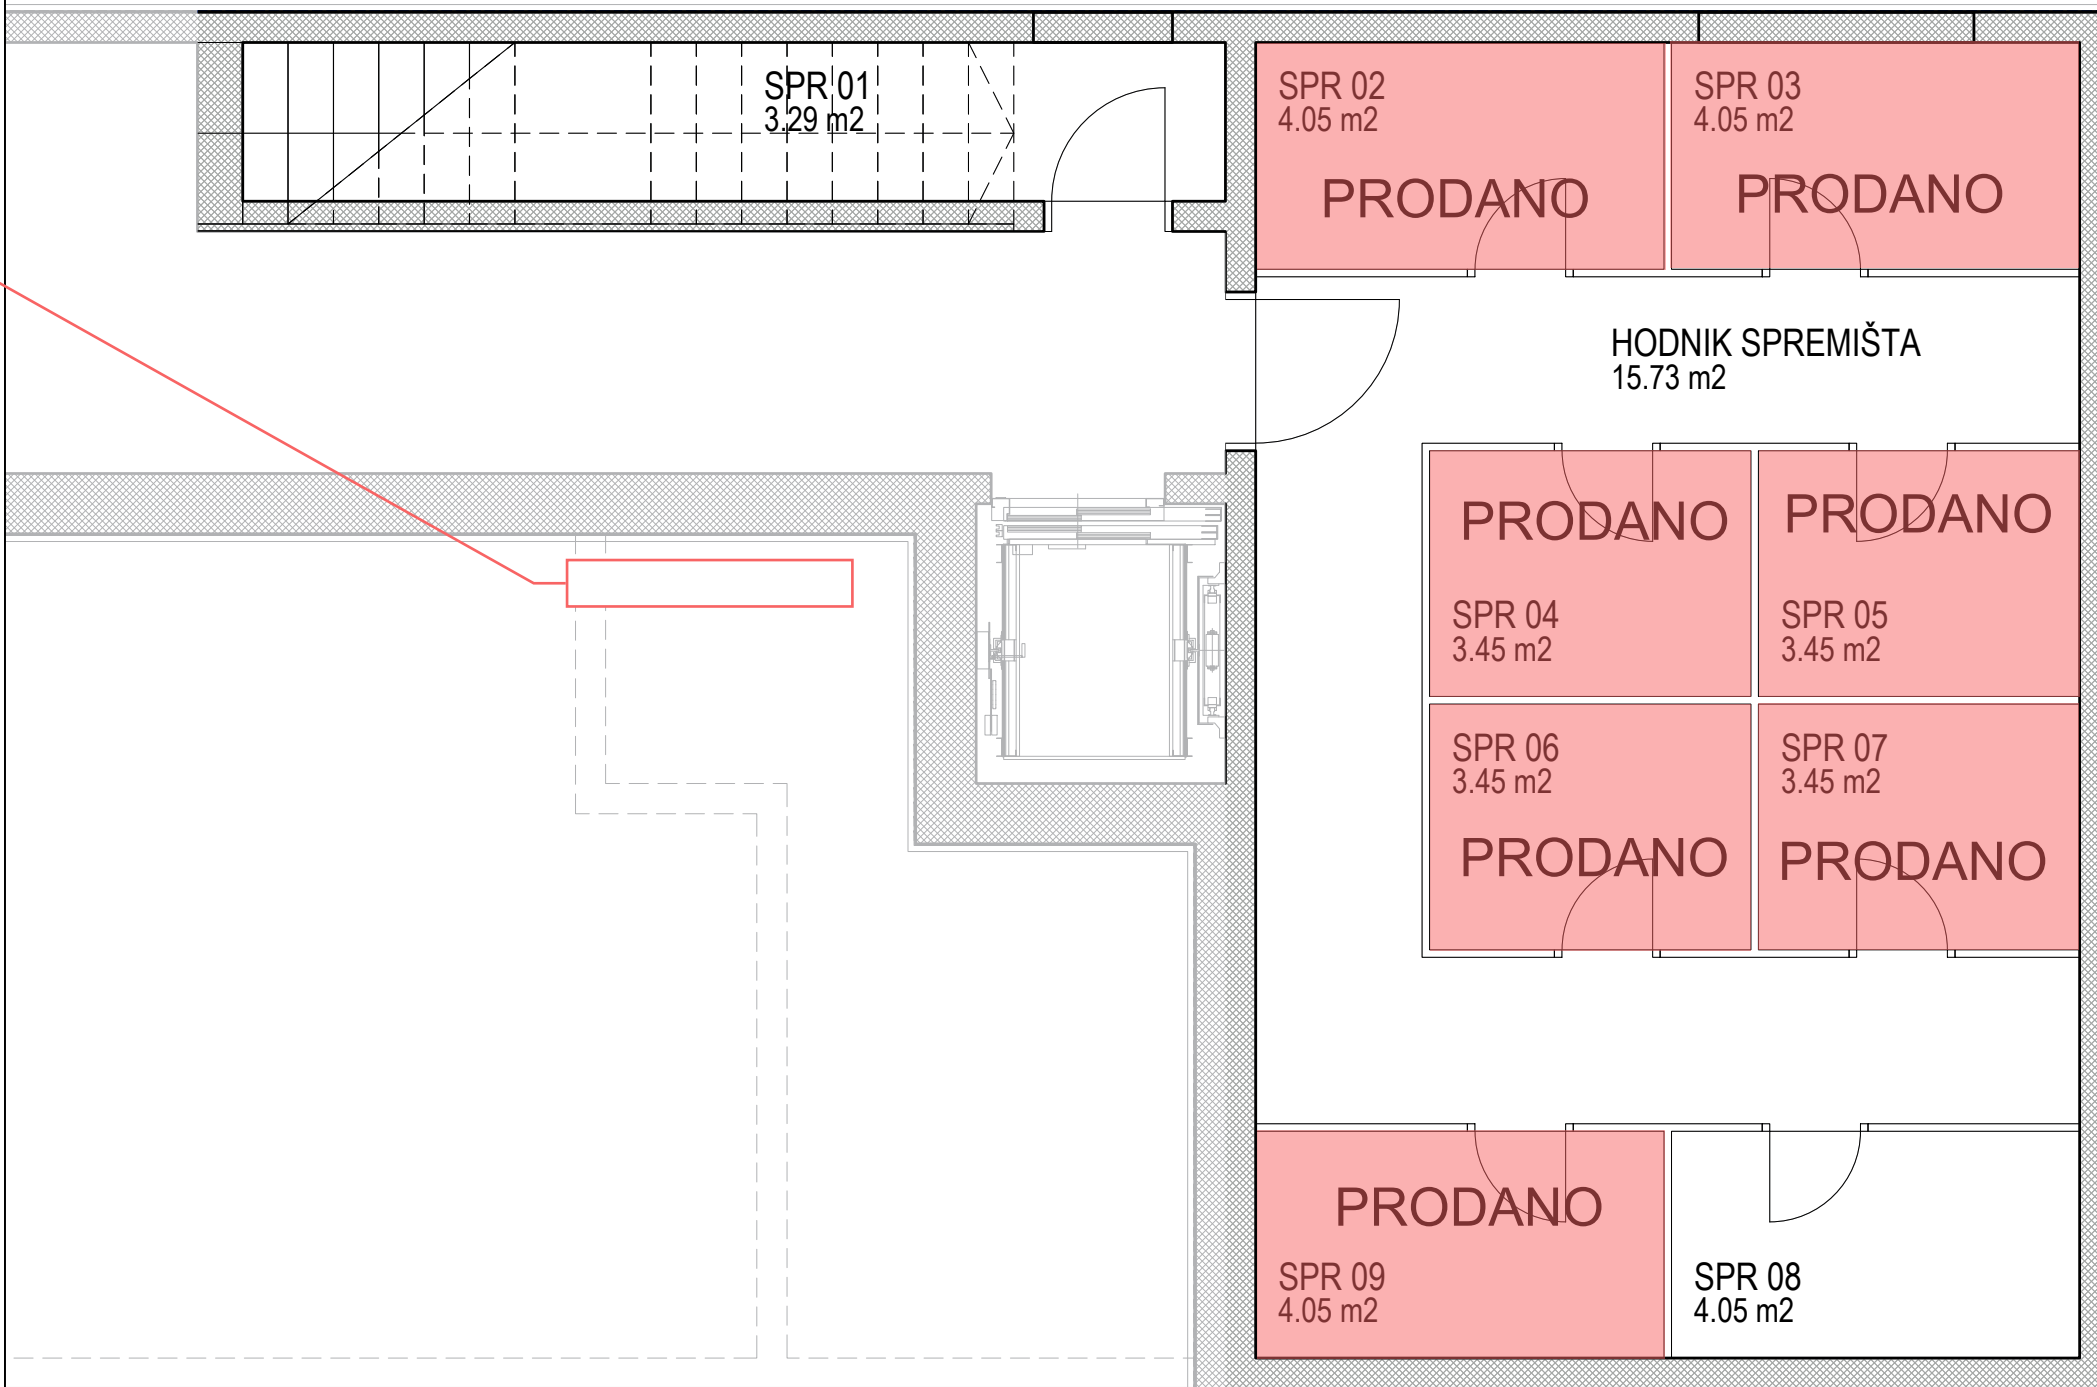 SPR 01
3.29 m2
SPR 02
4.05 m2
PRODANO
SPR 03
4.05 m2
PRODANO
HODNIK SPREMIŠTA
15.73 m2
PRODANO
SPR 04
3.45 m2
PRODANO
SPR 05
3.45 m2
SPR 06
3.45 m2
PRODANO
SPR 07
3.45 m2
PRODANO
PRODANO
SPR 09
4.05 m2
SPR 08
4.05 m2